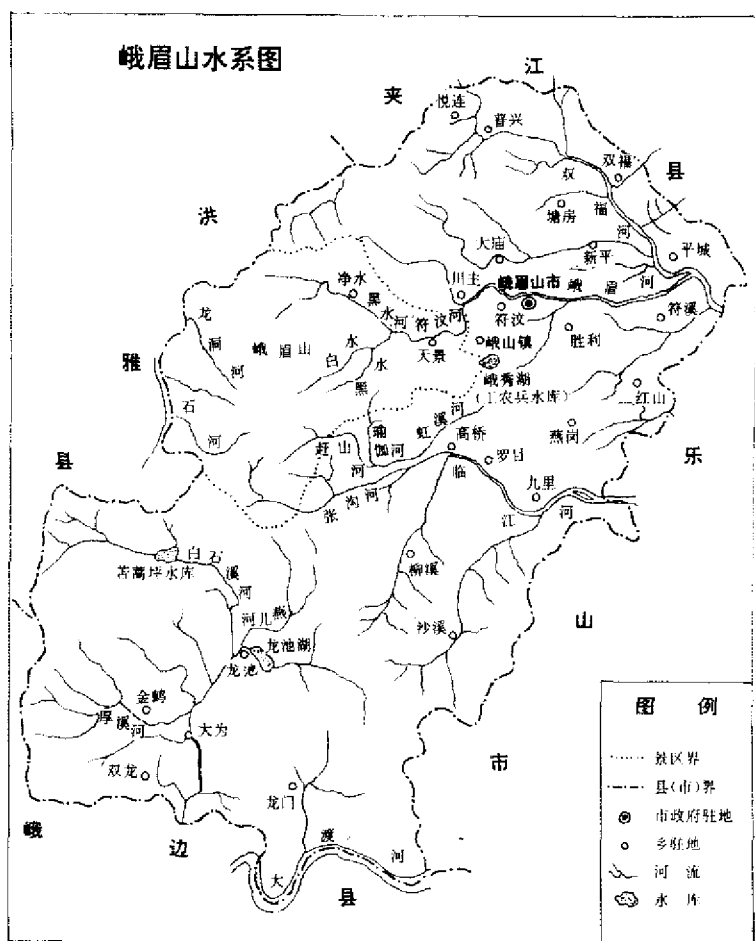 峨眉山水系图
夹
江
县
洪
雅
县
峨
边
县
乐
山
市
悦连
普兴
双福
双
福
河
塘房
大庙
新平
平城
川主
峨眉山市
峨
眉
河
符汶
符溪
净水
黑
水
河
符
汶
河
峨眉山
白
水
黑
水
天景
峨山镇
胜利
峨秀湖
(工农兵水库)
红山
燕岗
龙
洞
河
石
河
赶山
河
瑜
伽河
虹
溪
河
高桥
罗目
九里
临
江
河
张
沟
河
白石
溪
河
苦蒿坪水库
燕
儿
河
龙池湖
龙池
柳溪
沙溪
金鹤
厚
溪
河
大为
双龙
龙门
大
渡
河
图例
景区界
县(市)界
市政府驻地
乡驻地
河流
水库